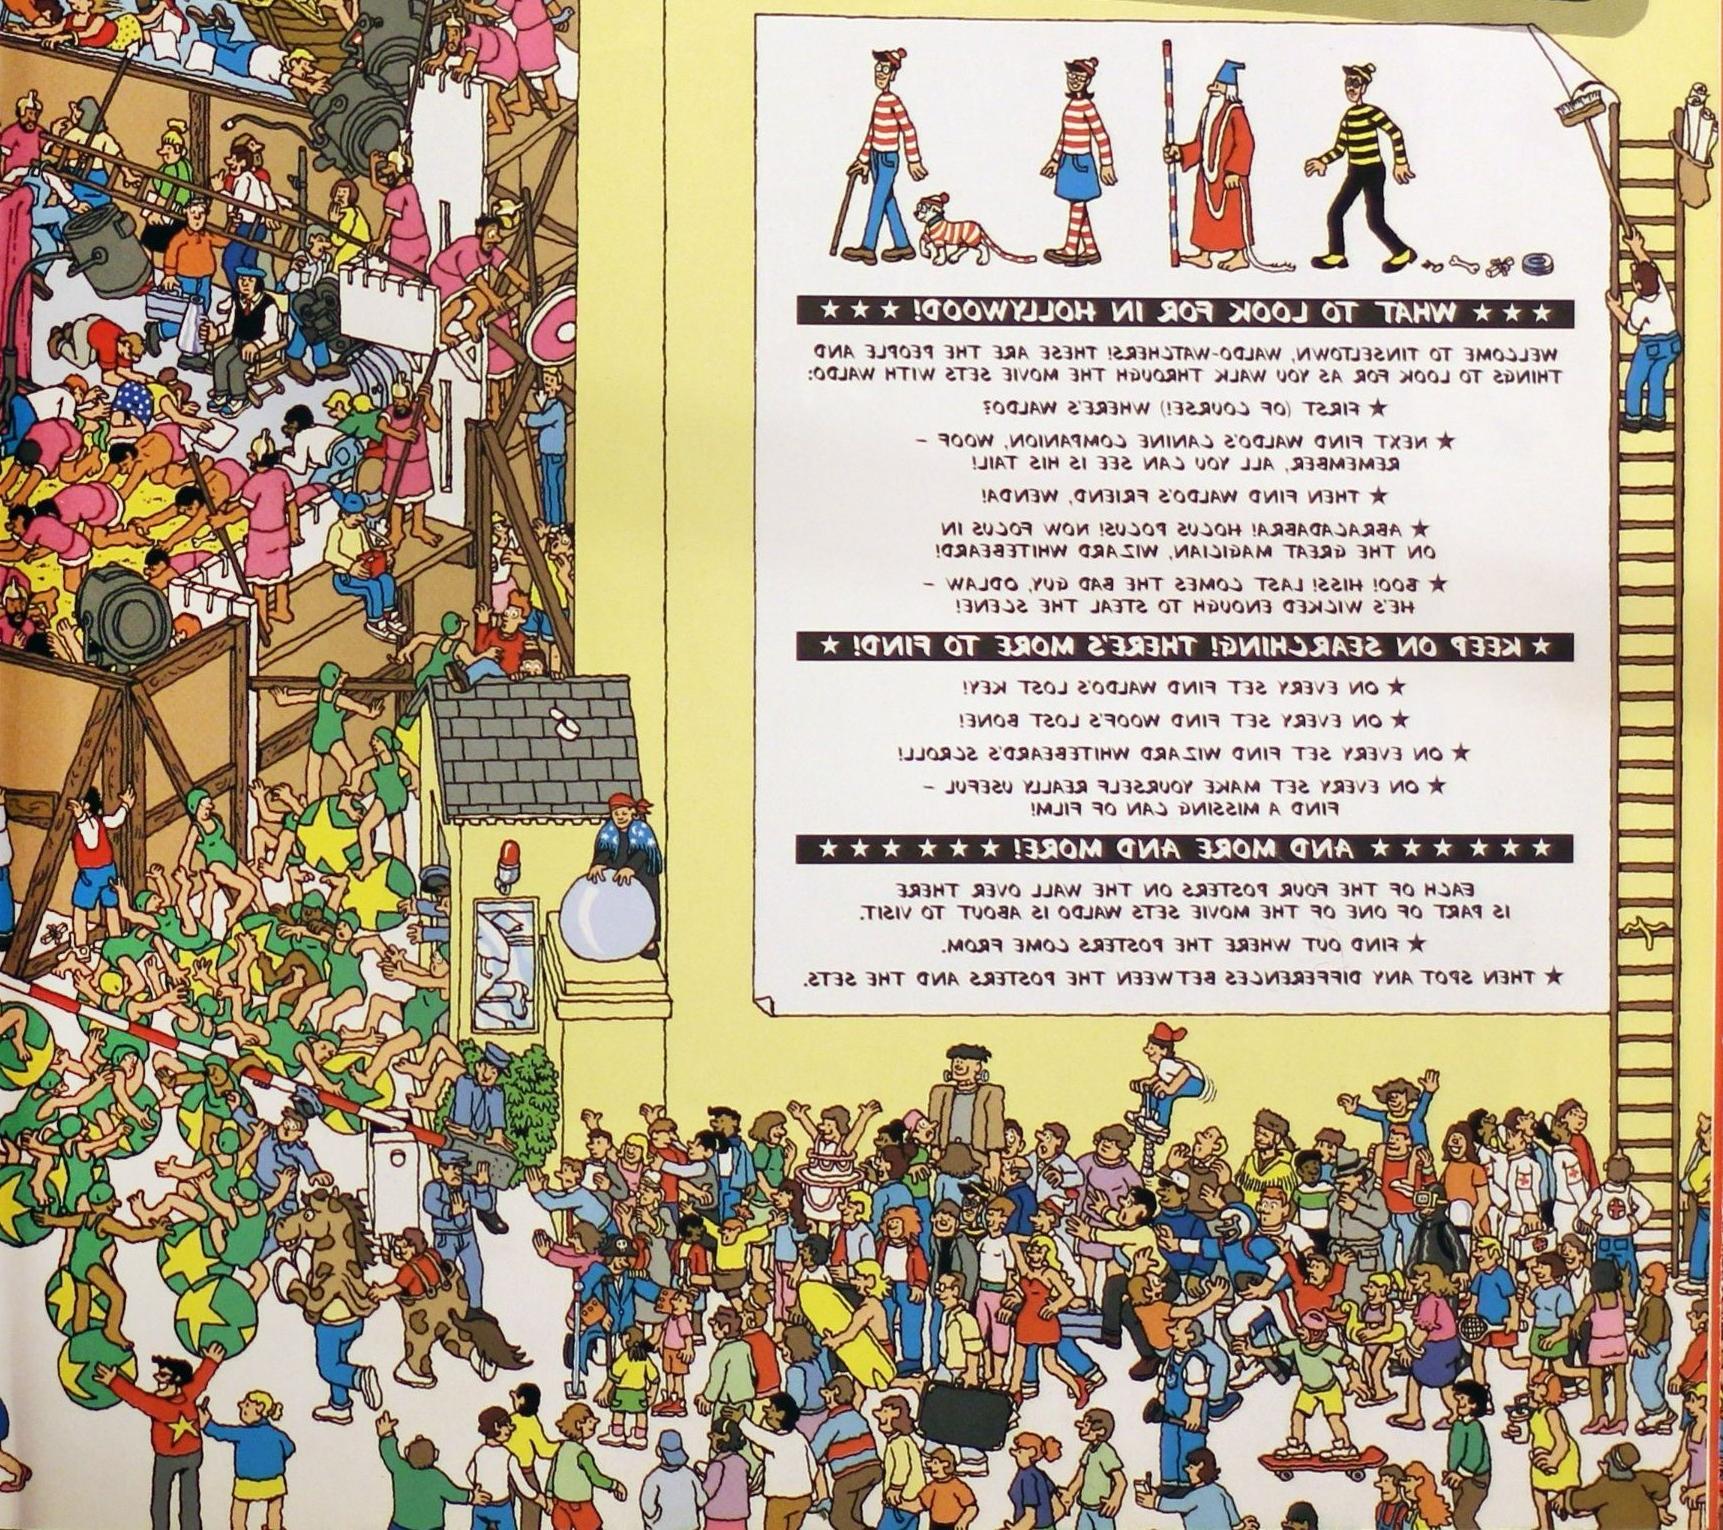 ★ ★ ★ WHAT TO LOOK FOR IN HOLLYWOOD! ★ ★ ★
WELCOME TO TINSELTOWN, WALDO-WATCHERS! THESE ARE THE PEOPLE AND
THINGS TO LOOK FOR AS YOU WALK THROUGH THE MOVIE SETS WITH WALDO:
★ FIRST (OF COURSE!) WHERE'S WALDO?
★ NEXT FIND WALDO'S CANINE COMPANION, WOOF –
REMEMBER, ALL YOU CAN SEE IS HIS TAIL!
★ THEN FIND WALDO'S FRIEND, WENDA!
★ ABRACADABRA! HOCUS POCUS! NOW FOCUS IN
ON THE GREAT MAGICIAN, WIZARD WHITEBEARD!
★ BOO! HISS! LAST COMES THE BAD GUY, ODLAW –
HE'S WICKED ENOUGH TO STEAL THE SCENE!
★ KEEP ON SEARCHING! THERE'S MORE TO FIND! ★
★ ON EVERY SET FIND WALDO'S LOST KEY!
★ ON EVERY SET FIND WOOF'S LOST BONE!
★ ON EVERY SET FIND WIZARD WHITEBEARD'S SCROLL!
★ ON EVERY SET MAKE YOURSELF REALLY USEFUL –
FIND A MISSING CAN OF FILM!
★ ★ ★ ★ ★ ★ AND MORE AND MORE! ★ ★ ★ ★ ★ ★
EACH OF THE FOUR POSTERS ON THE WALL OVER THERE
IS PART OF ONE OF THE MOVIE SETS WALDO IS ABOUT TO VISIT.
★ FIND OUT WHERE THE POSTERS COME FROM.
★ THEN SPOT ANY DIFFERENCES BETWEEN THE POSTERS AND THE SETS.